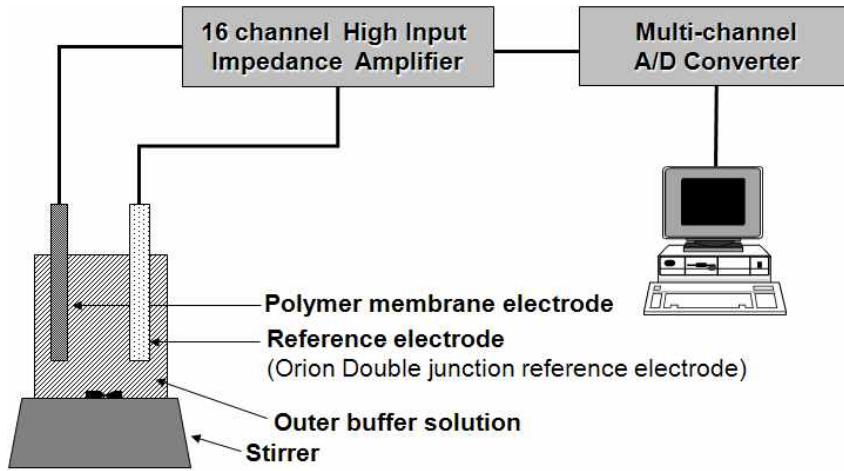 16 channel High Input
Impedance Amplifier
Multi-channel
A/D Converter
Polymer membrane electrode
Reference electrode
(Orion Double junction reference electrode)
Outer buffer solution
Stirrer